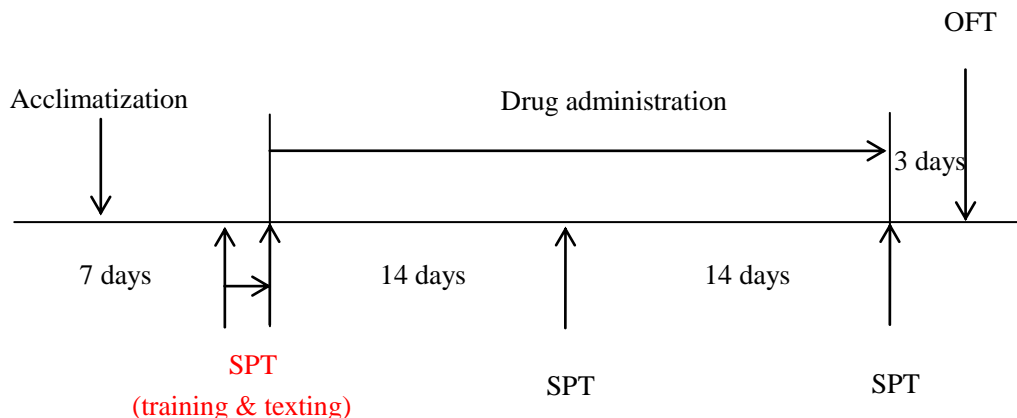 OFT
Acclimatization
Drug administration
3 days
7 days
14 days
14 days
SPT
(training & texting)
SPT
SPT